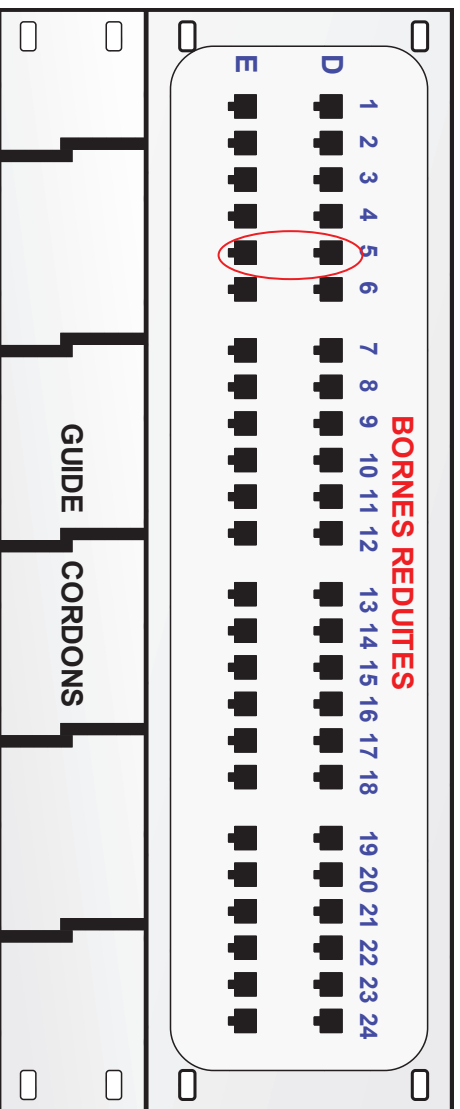 BORNES REDUITES
1 2 3 4 5 6 7 8 9 10 11 12 13 14 15 16 17 18 19 20 21 22 23 24
D
E
GUIDE CORDONS